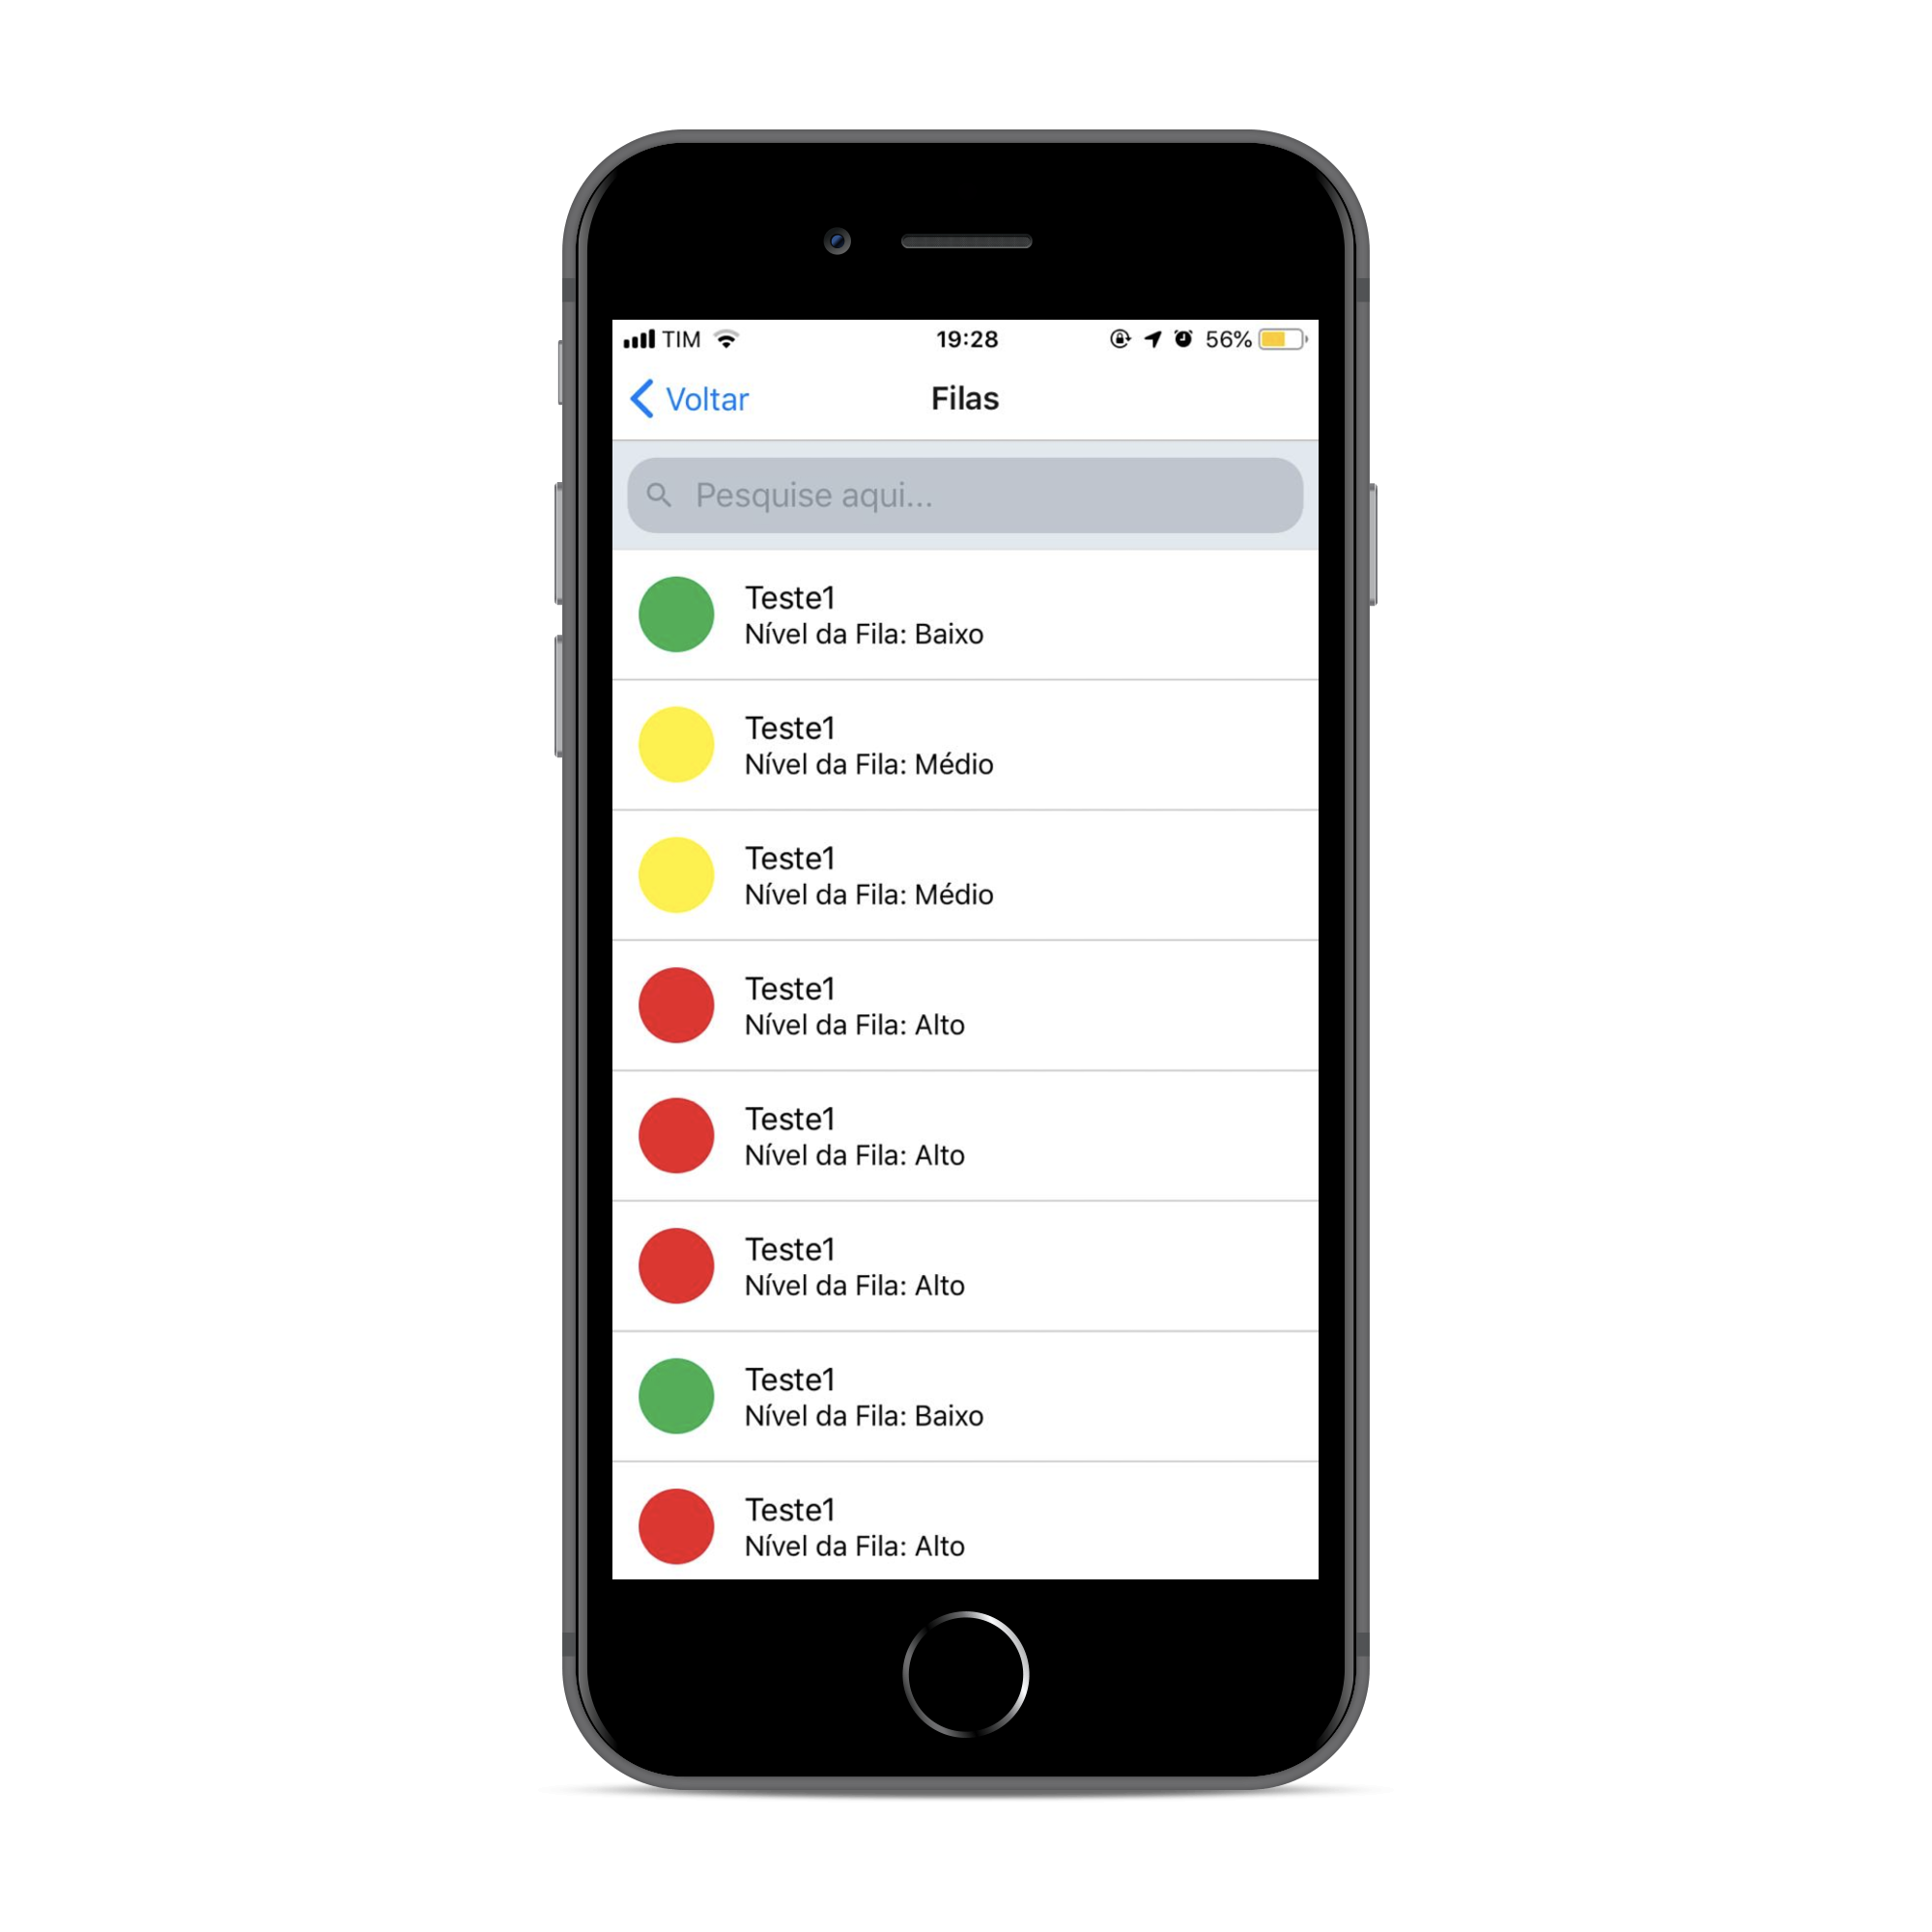 TIM 19:28 56%
Voltar Filas
Pesquise aqui...
Teste1
Nível da Fila: Baixo
Teste1
Nível da Fila: Médio
Teste1
Nível da Fila: Médio
Teste1
Nível da Fila: Alto
Teste1
Nível da Fila: Alto
Teste1
Nível da Fila: Alto
Teste1
Nível da Fila: Baixo
Teste1
Nível da Fila: Alto